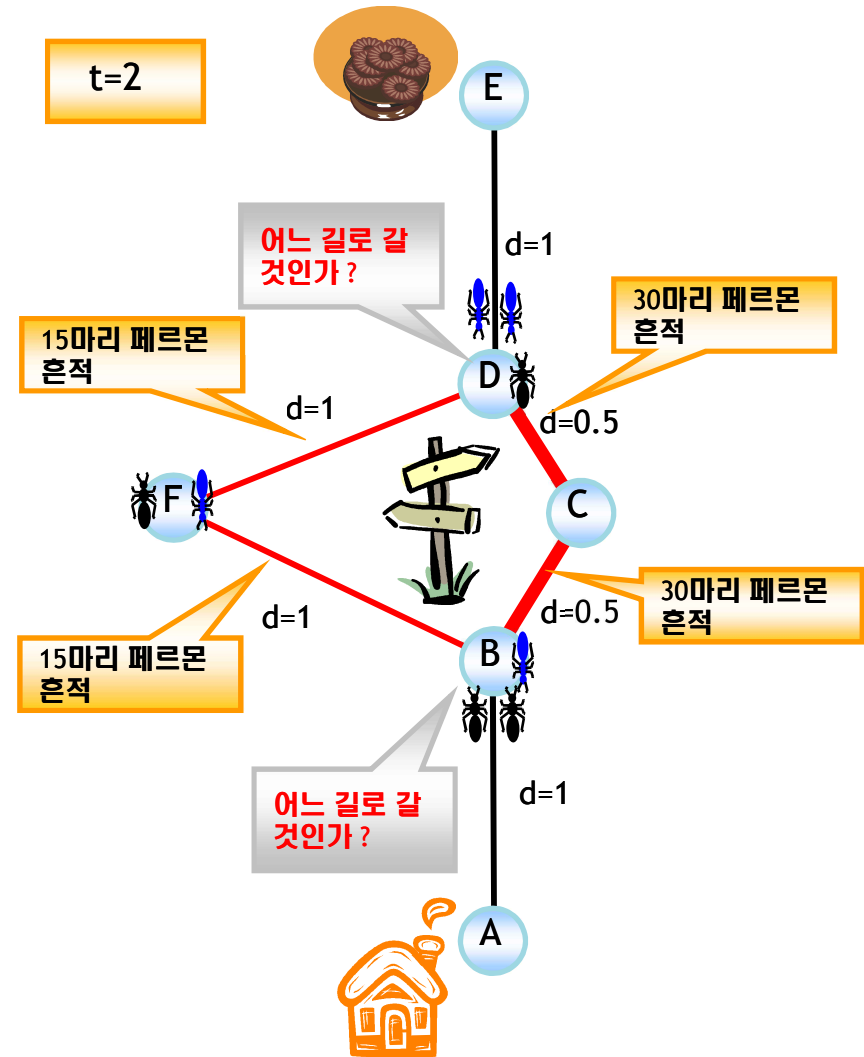 t=2
E
d=1
어느 길로 갈
것인가 ?
30마리 페르몬
흔적
15마리 페르몬
흔적
D
d=1
d=0.5
F
C
d=1
d=0.5
30마리 페르몬
흔적
15마리 페르몬
흔적
B
어느 길로 갈
것인가 ?
d=1
A